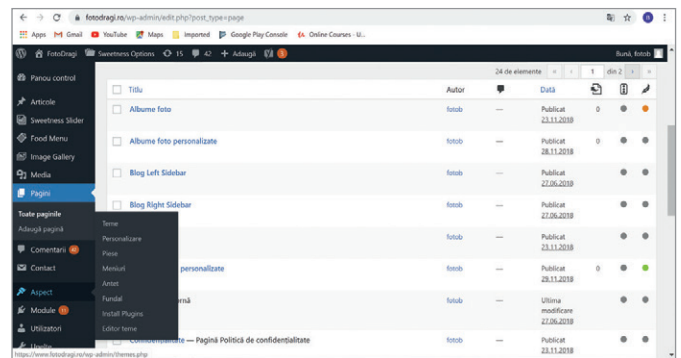 fotodragi.ro/wp-admin/edit.php?post_type=page
Apps M Gmail YouTube Maps Imported Google Play Console Online Courses - U...
FotoDragi Sweetness Options 15 42 + Adaugă 6 Bună, fotob
Panou control
Articole
Sweetness Slider
Food Menu
Image Gallery
Media
Pagini
Toate paginile
Adaugă pagină
Comentarii 42
Contact
Aspect
Module 11
Utilizatori
Unelte
Teme
Personalizare
Piese
Meniuri
Antet
Fundal
Install Plugins
Editor teme
24 de elemente « ‹ 1 din 2 › »
Titlu Autor Dată
Albume foto fotob — Publicat 0
23.11.2018
Albume foto personalizate fotob — Publicat 0
28.11.2018
Blog Left Sidebar fotob — Publicat
27.06.2018
Blog Right Sidebar fotob — Publicat
27.06.2018
fotob — Publicat
23.11.2018
personalizate fotob — Publicat 0
29.11.2018
fotob — Ultima
modificare
27.06.2018
Confidențialitate — Pagină Politică de confidențialitate fotob — Publicat
23.11.2018
https://www.fotodragi.ro/wp-admin/themes.php